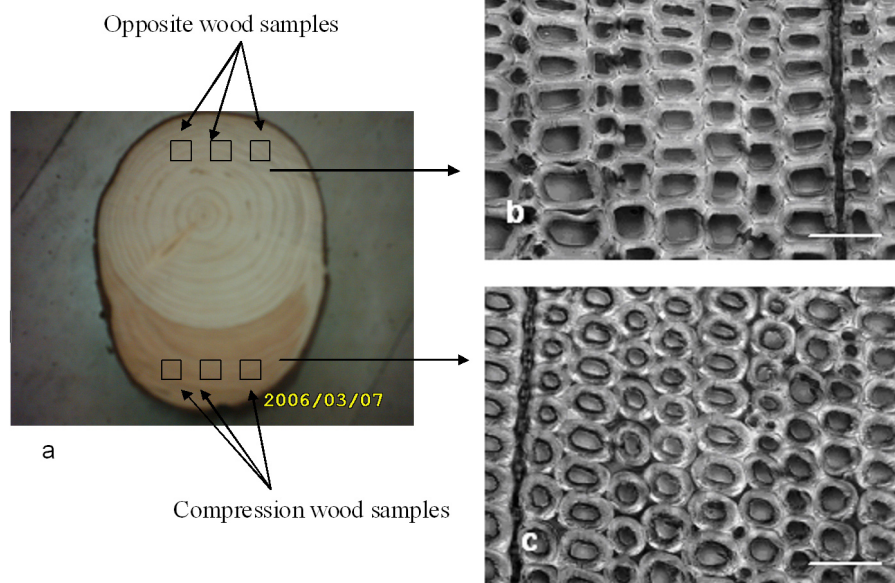 Opposite wood samples
b
2006/03/07
a
Compression wood samples
c